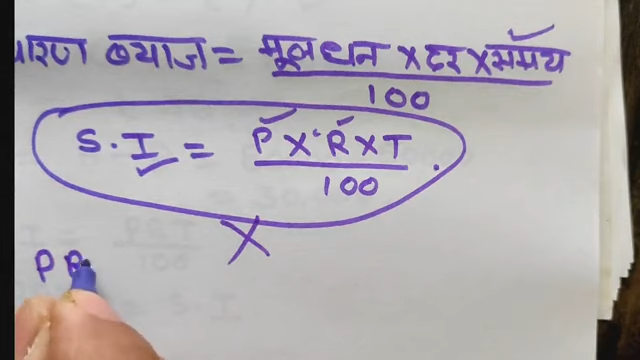 साधारण ब्याज = मूलधन × दर × समय
100
S.I = P × R × T
100
×
P R